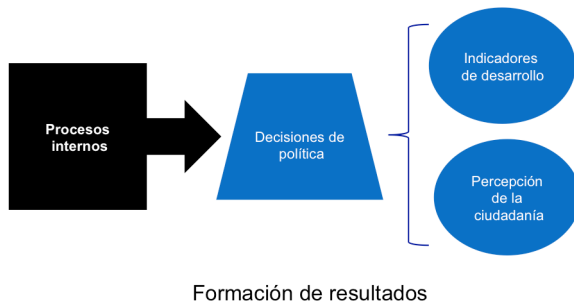 Procesos
internos
Decisiones de
política
Indicadores
de desarrollo
Percepción
de la
ciudadanía
Formación de resultados